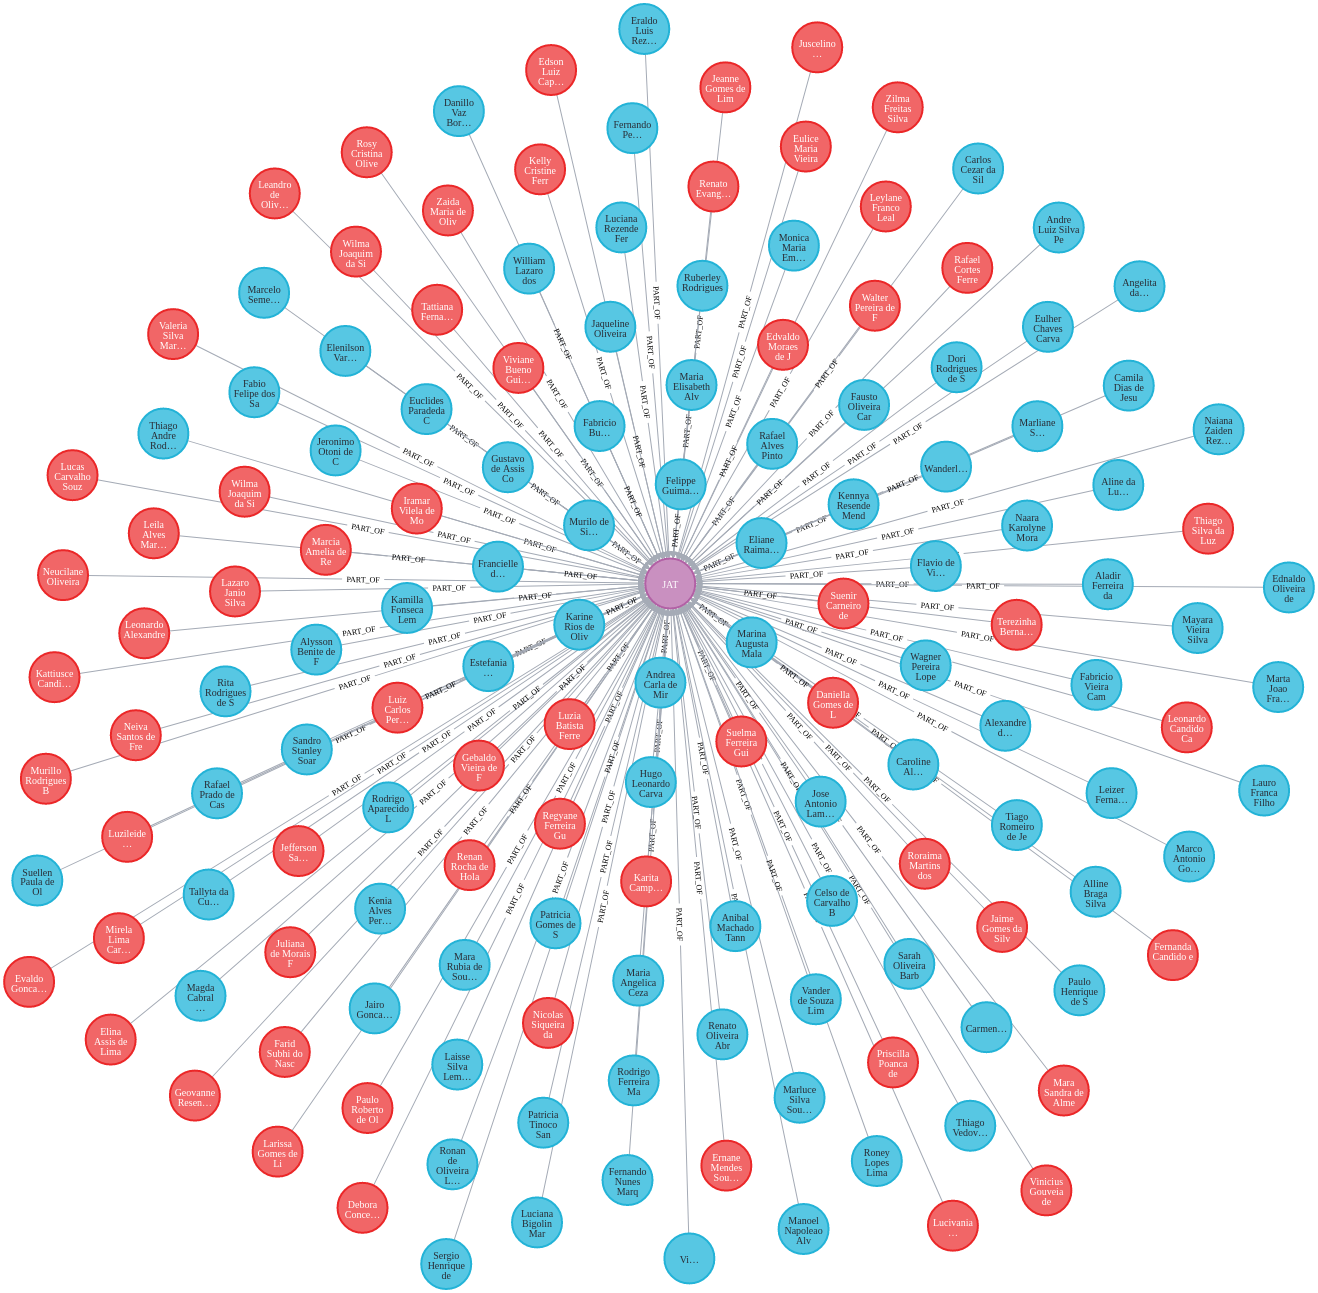 Eraldo
Luis
Rez…
Juscelino
…
Edson
Luiz
Cap…
Jeanne
Gomes de
Lim
Zilma
Freitas
Silva
Danillo
Vaz
Bor…
Fernando
Pe…
Eulice
Maria
Vieira
Rosy
Cristina
Olive
Kelly
Cristine
Ferr
Carlos
Cezar da
Sil
Renato
Evang…
Leandro
de
Oliv…
Zaida
Maria de
Oliv
Leylane
Franco
Leal
Luciana
Rezende
Fer
Andre
Luiz Silva
Pe
Monica
Maria
Em…
Wilma
Joaquim
da Si
William
Lazaro
dos
Rafael
Cortes
Ferre
Ruberley
Rodrigues
Angelita
da…
Marcelo
Seme…
Tattiana
Ferna…
Walter
Pereira de
F
Jaqueline
Oliveira
Eulher
Chaves
Carva
Valeria
Silva
Mar…
Elenilson
Var…
Edvaldo
Moraes
de J
Viviane
Bueno
Gui…
Dori
Rodrigues
de S
Maria
Elisabeth
Alv
Camila
Dias de
Jesu
Fabio
Felipe dos
Sa
Euclides
Paradeda
C
Fausto
Oliveira
Car
Fabricio
Bu…
Marliane
S…
Naiana
Zaiden
Rez…
Thiago
Andre
Rod…
Jeronimo
Otoni de
C
Rafael
Alves
Pinto
Gustavo
de Assis
Co
Wanderl…
Lucas
Carvalho
Souz
Felippe
Guima…
Aline da
Lu…
Wilma
Joaquim
da Si
Iramar
Vilela de
Mo
Kennya
Resende
Mend
Murilo de
Si…
Naara
Karolyne
Mora
Thiago
Silva da
Luz
Leila
Alves
Mar…
Marcia
Amelia de
Re
Eliane
Raima…
Francielle
d…
Flavio de
Vi…
Neucilane
Oliveira
Lazaro
Janio
Silva
JAT
Aladir
Ferreira
da
Ednaldo
Oliveira
de
Kamilla
Fonseca
Lem
Suenir
Carneiro
de
Leonardo
Alexandre
Karine
Rios de
Oliv
Terezinha
Berna…
Mayara
Vieira
Silva
Alysson
Benite de
F
Marina
Augusta
Mala
Estefania
…
Wagner
Pereira
Lope
Kattiusce
Candi…
Rita
Rodrigues
de S
Andrea
Carla de
Mir
Fabricio
Vieira
Cam
Marta
Joao
Fra…
Luiz
Carlos
Per…
Daniella
Gomes de
L
Neiva
Santos de
Fre
Luzia
Batista
Ferre
Alexandre
d…
Leonardo
Candido
Ca
Sandro
Stanley
Soar
Suelma
Ferreira
Gui
Murillo
Rodrigues
B
Gebaldo
Vieira de
F
Caroline
Al…
Rafael
Prado de
Cas
Hugo
Leonardo
Carva
Leizer
Ferna…
Lauro
Franca
Filho
Rodrigo
Aparecido
L
Jose
Antonio
Lam…
Luzileide
…
Regyane
Ferreira
Gu
Tiago
Romeiro
de Je
Jefferson
Sa…
Renan
Rocha de
Hola
Roraima
Martins
dos
Marco
Antonio
Go…
Suellen
Paula de
Ol
Tallyta da
Cu…
Karita
Camp…
Celso de
Carvalho
B
Alline
Braga
Silva
Kenia
Alves
Per…
Patricia
Gomes de
S
Anibal
Machado
Tann
Jaime
Gomes da
Silv
Mirela
Lima
Car…
Juliana
de Morais
F
Mara
Rubia de
Sou…
Sarah
Oliveira
Barb
Fernanda
Candido e
Evaldo
Gonca…
Magda
Cabral
…
Maria
Angelica
Ceza
Vander
de Souza
Lim
Paulo
Henrique
de S
Jairo
Gonca…
Nicolas
Siqueira
da
Renato
Oliveira
Abr
Carmen…
Elina
Assis de
Lima
Farid
Subhi do
Nasc
Laisse
Silva
Lem…
Priscilla
Poanca
de
Rodrigo
Ferreira
Ma
Geovanne
Resen…
Paulo
Roberto
de Ol
Marluce
Silva
Sou…
Mara
Sandra de
Alme
Patricia
Tinoco
San
Thiago
Vedov…
Larissa
Gomes de
Li
Ronan
de
Oliveira
L…
Ernane
Mendes
Sou…
Roney
Lopes
Lima
Fernando
Nunes
Marq
Vinicius
Gouveia
de
Debora
Conce…
Luciana
Bigolin
Mar
Manoel
Napoleao
Alv
Lucivania
…
Sergio
Henrique
de
Vi…
PART_OF
PART_OF
PART_OF
PART_OF
PART_OF
PART_OF
PART_OF
PART_OF
PART_OF
PART_OF